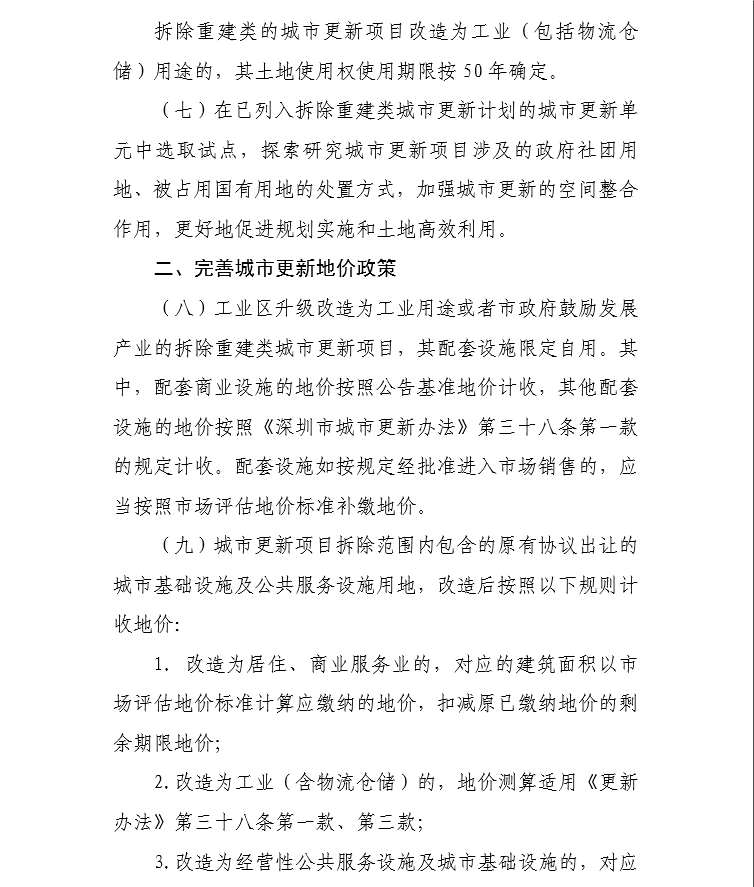 拆除重建类的城市更新项目改造为工业（包括物流仓
储）用途的，其土地使用权使用期限按 50 年确定。
（七）在已列入拆除重建类城市更新计划的城市更新单
元中选取试点，探索研究城市更新项目涉及的政府社团用
地、被占用国有用地的处置方式，加强城市更新的空间整合
作用，更好地促进规划实施和土地高效利用。
二、完善城市更新地价政策
（八）工业区升级改造为工业用途或者市政府鼓励发展
产业的拆除重建类城市更新项目，其配套设施限定自用。其
中，配套商业设施的地价按照公告基准地价计收，其他配套
设施的地价按照《深圳市城市更新办法》第三十八条第一款
的规定计收。配套设施如按规定经批准进入市场销售的，应
当按照市场评估地价标准补缴地价。
（九）城市更新项目拆除范围内包含的原有协议出让的
城市基础设施及公共服务设施用地，改造后按照以下规则计
收地价：
1. 改造为居住、商业服务业的，对应的建筑面积以市
场评估地价标准计算应缴纳的地价，扣减原已缴纳地价的剩
余期限地价；
2.改造为工业（含物流仓储）的，地价测算适用《更新
办法》第三十八条第一款、第三款；
3.改造为经营性公共服务设施及城市基础设施的，对应